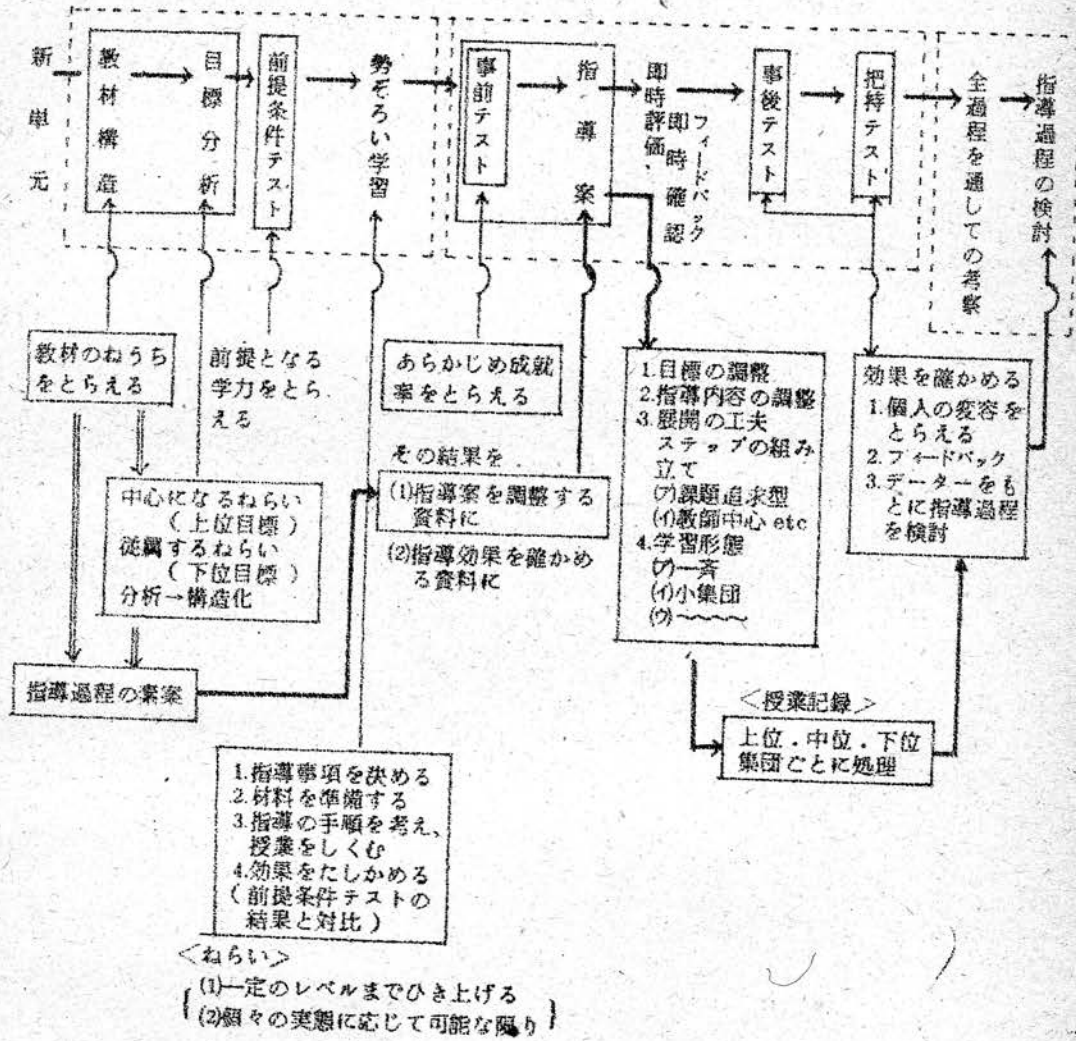 新単元
教材構造
目標分析
前提条件テスト
勢ぞろい学習
事前テスト
指導案
即時評価
即時確認
フィードバック
事後テスト
把持テスト
全過程を通しての考察
指導過程の検討
教材のねうち
をとらえる
前提となる
学力をとら
える
あらかじめ成就
率をとらえる
1.目標の調整
2.指導内容の調整
3.展開の工夫
ステップの組み
立て
(ア)課題追求型
(イ)教師中心etc
4.学習形態
(ア)一斉
(イ)小集団
(ウ)〜〜〜〜
効果を確かめる
1.個人の変容を
とらえる
2.フィードバック
3.データーをも
とに指導過程
を検討
その結果を
(1)指導案を調整する
資料に
(2)指導効果を確かめ
る資料に
中心になるねらい
(上位目標)
従属するねらい
(下位目標)
分析→構造化
指導過程の素案
<授業記録>
上位.中位.下位
集団ごとに処理
1.指導事項を決める
2.材料を準備する
3.指導の手順を考え、
授業をしくむ
4.効果をたしかめる
(前提条件テストの
結果と対比)
<ねらい>
(1)一定のレベルまでひき上げる
(2)個々の実態に応じて可能な限り